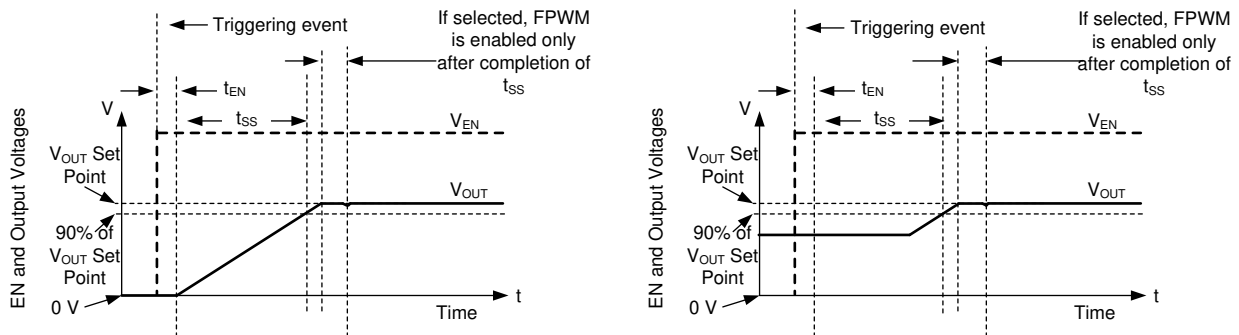 Triggering event
If selected, FPWM
is enabled only
after completion of
tSS
tEN
tSS
V
VEN
EN and Output Voltages
VOUT Set
Point
VOUT
90% of
VOUT Set
Point
0 V
t
Time
Triggering event
If selected, FPWM
is enabled only
after completion of
tSS
tEN
tSS
V
VEN
EN and Output Voltages
VOUT Set
Point
VOUT
90% of
VOUT Set
Point
0 V
t
Time